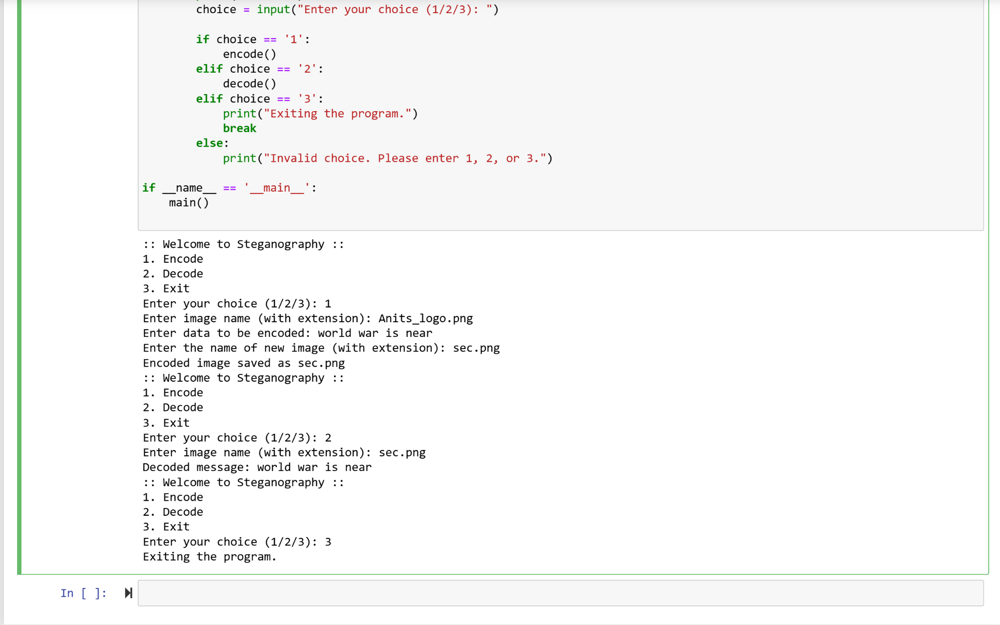 choice = input("Enter your choice (1/2/3): ")

        if choice == '1':
            encode()
        elif choice == '2':
            decode()
        elif choice == '3':
            print("Exiting the program.")
            break
        else:
            print("Invalid choice. Please enter 1, 2, or 3.")

if __name__ == '__main__':
    main()

:: Welcome to Steganography ::
1. Encode
2. Decode
3. Exit
Enter your choice (1/2/3): 1
Enter image name (with extension): Anits_logo.png
Enter data to be encoded: world war is near
Enter the name of new image (with extension): sec.png
Encoded image saved as sec.png
:: Welcome to Steganography ::
1. Encode
2. Decode
3. Exit
Enter your choice (1/2/3): 2
Enter image name (with extension): sec.png
Decoded message: world war is near
:: Welcome to Steganography ::
1. Encode
2. Decode
3. Exit
Enter your choice (1/2/3): 3
Exiting the program.
In [ ]: